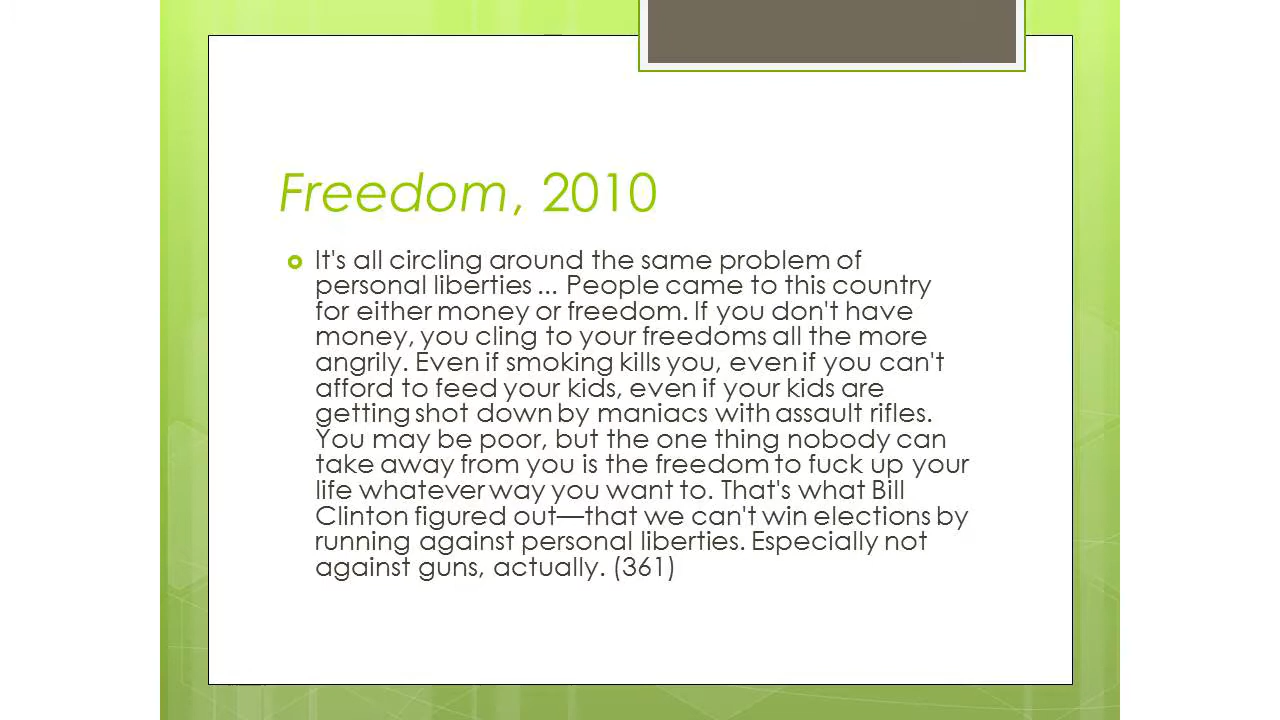 Freedom, 2010
It's all circling around the same problem of
personal liberties ... People came to this country
for either money or freedom. If you don't have
money, you cling to your freedoms all the more
angrily. Even if smoking kills you, even if you can't
afford to feed your kids, even if your kids are
getting shot down by maniacs with assault rifles.
You may be poor, but the one thing nobody can
take away from you is the freedom to fuck up your
life whatever way you want to. That's what Bill
Clinton figured out—that we can't win elections by
running against personal liberties. Especially not
against guns, actually. (361)